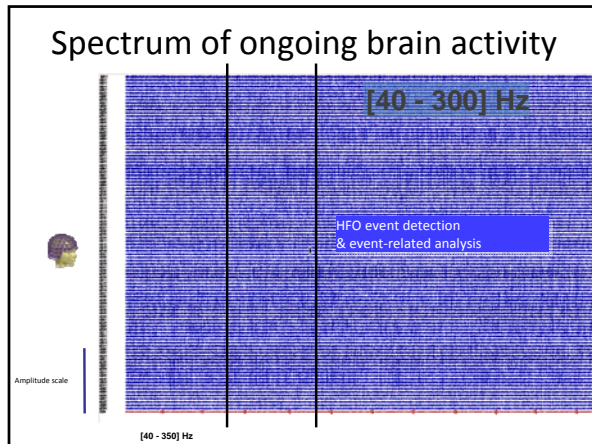 Spectrum of ongoing brain activity
[40 - 300] Hz
HFO event detection
& event-related analysis
Amplitude scale
[40 - 350] Hz